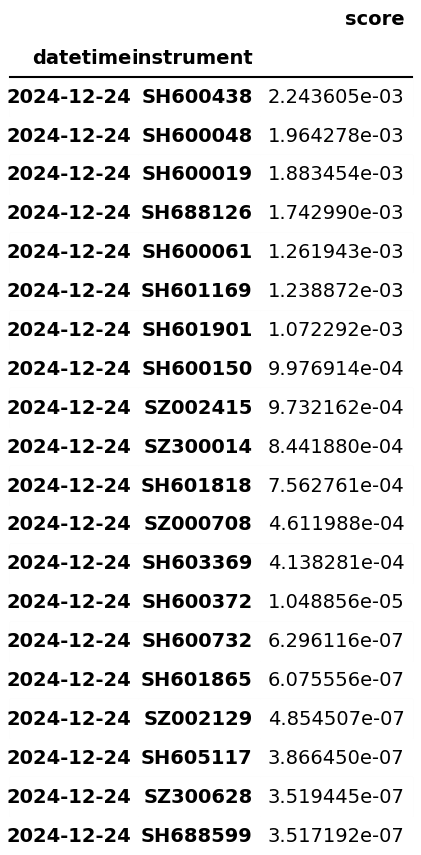 score
datetime instrument
2024-12-24 SH600438 2.243605e-03
2024-12-24 SH600048 1.964278e-03
2024-12-24 SH600019 1.883454e-03
2024-12-24 SH688126 1.742990e-03
2024-12-24 SH600061 1.261943e-03
2024-12-24 SH601169 1.238872e-03
2024-12-24 SH601901 1.072292e-03
2024-12-24 SH600150 9.976914e-04
2024-12-24 SZ002415 9.732162e-04
2024-12-24 SZ300014 8.441880e-04
2024-12-24 SH601818 7.562761e-04
2024-12-24 SZ000708 4.611988e-04
2024-12-24 SH603369 4.138281e-04
2024-12-24 SH600372 1.048856e-05
2024-12-24 SH600732 6.296116e-07
2024-12-24 SH601865 6.075556e-07
2024-12-24 SZ002129 4.854507e-07
2024-12-24 SH605117 3.866450e-07
2024-12-24 SZ300628 3.519445e-07
2024-12-24 SH688599 3.517192e-07